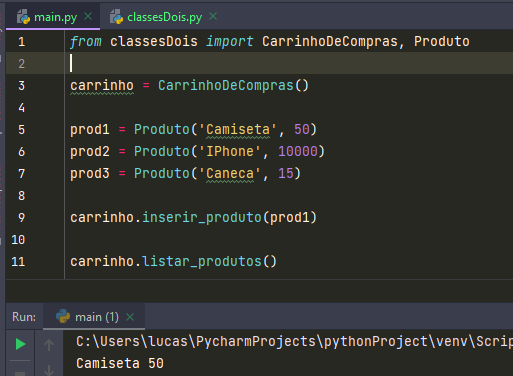 main.py
classesDois.py
1 from classesDois import CarrinhoDeCompras, Produto
2
3 carrinho = CarrinhoDeCompras()
4
5 prod1 = Produto('Camiseta', 50)
6 prod2 = Produto('IPhone', 10000)
7 prod3 = Produto('Caneca', 15)
8
9 carrinho.inserir_produto(prod1)
10
11 carrinho.listar_produtos()
Run: main (1)
C:\Users\lucas\PycharmProjects\pythonProject\venv\Scrip
Camiseta 50